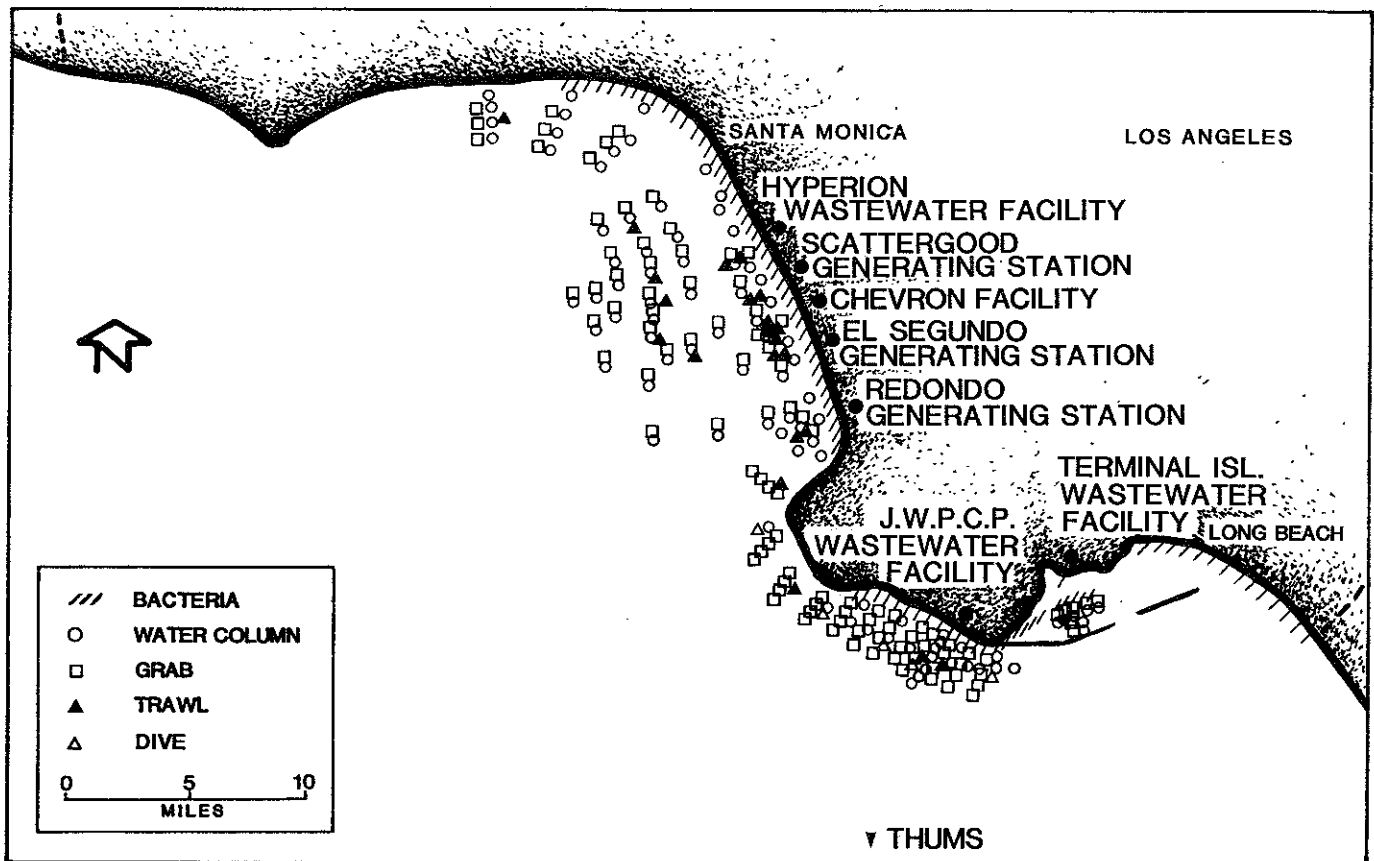 SANTA MONICA
LOS ANGELES
HYPERION
WASTEWATER FACILITY
SCATTERGOOD
GENERATING STATION
CHEVRON FACILITY
EL SEGUNDO
GENERATING STATION
N
REDONDO
GENERATING STATION
TERMINAL ISL.
WASTEWATER
FACILITY
LONG BEACH
J.W.P.C.P.
WASTEWATER
FACILITY
BACTERIA
WATER COLUMN
GRAB
TRAWL
DIVE
0 5 10
MILES
THUMS